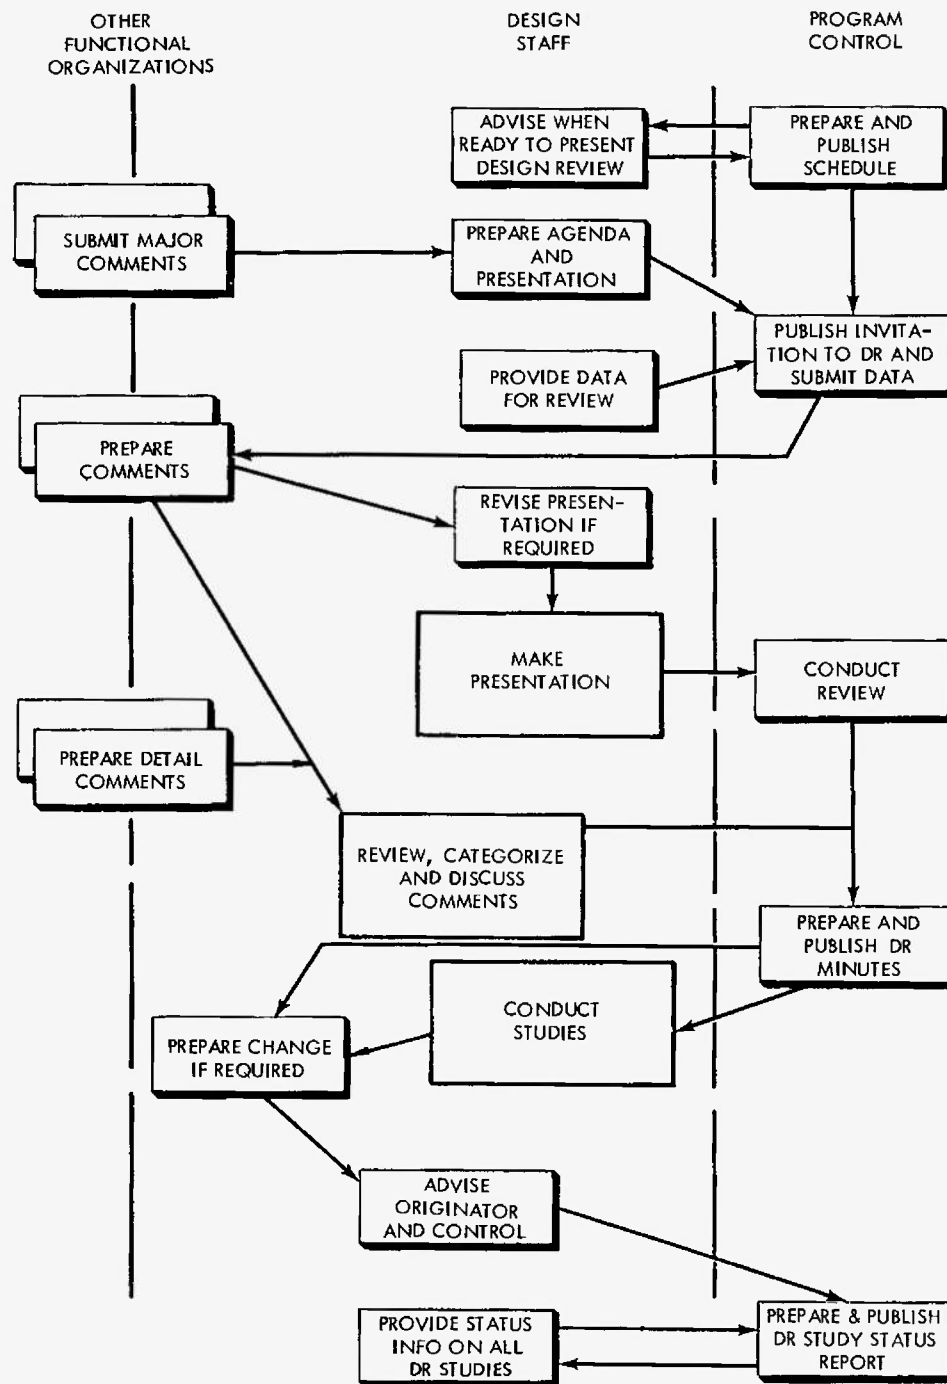 OTHER
FUNCTIONAL
ORGANIZATIONS
DESIGN
STAFF
PROGRAM
CONTROL
ADVISE WHEN
READY TO PRESENT
DESIGN REVIEW
PREPARE AND
PUBLISH
SCHEDULE
SUBMIT MAJOR
COMMENTS
PREPARE AGENDA
AND
PRESENTATION
PUBLISH INVITA-
TION TO DR AND
SUBMIT DATA
PROVIDE DATA
FOR REVIEW
PREPARE
COMMENTS
REVISE PRESEN-
TATION IF
REQUIRED
MAKE
PRESENTATION
CONDUCT
REVIEW
PREPARE DETAIL
COMMENTS
REVIEW, CATEGORIZE
AND DISCUSS
COMMENTS
PREPARE AND
PUBLISH DR
MINUTES
CONDUCT
STUDIES
PREPARE CHANGE
IF REQUIRED
ADVISE
ORIGINATOR
AND CONTROL
PROVIDE STATUS
INFO ON ALL
DR STUDIES
PREPARE & PUBLISH
DR STUDY STATUS
REPORT